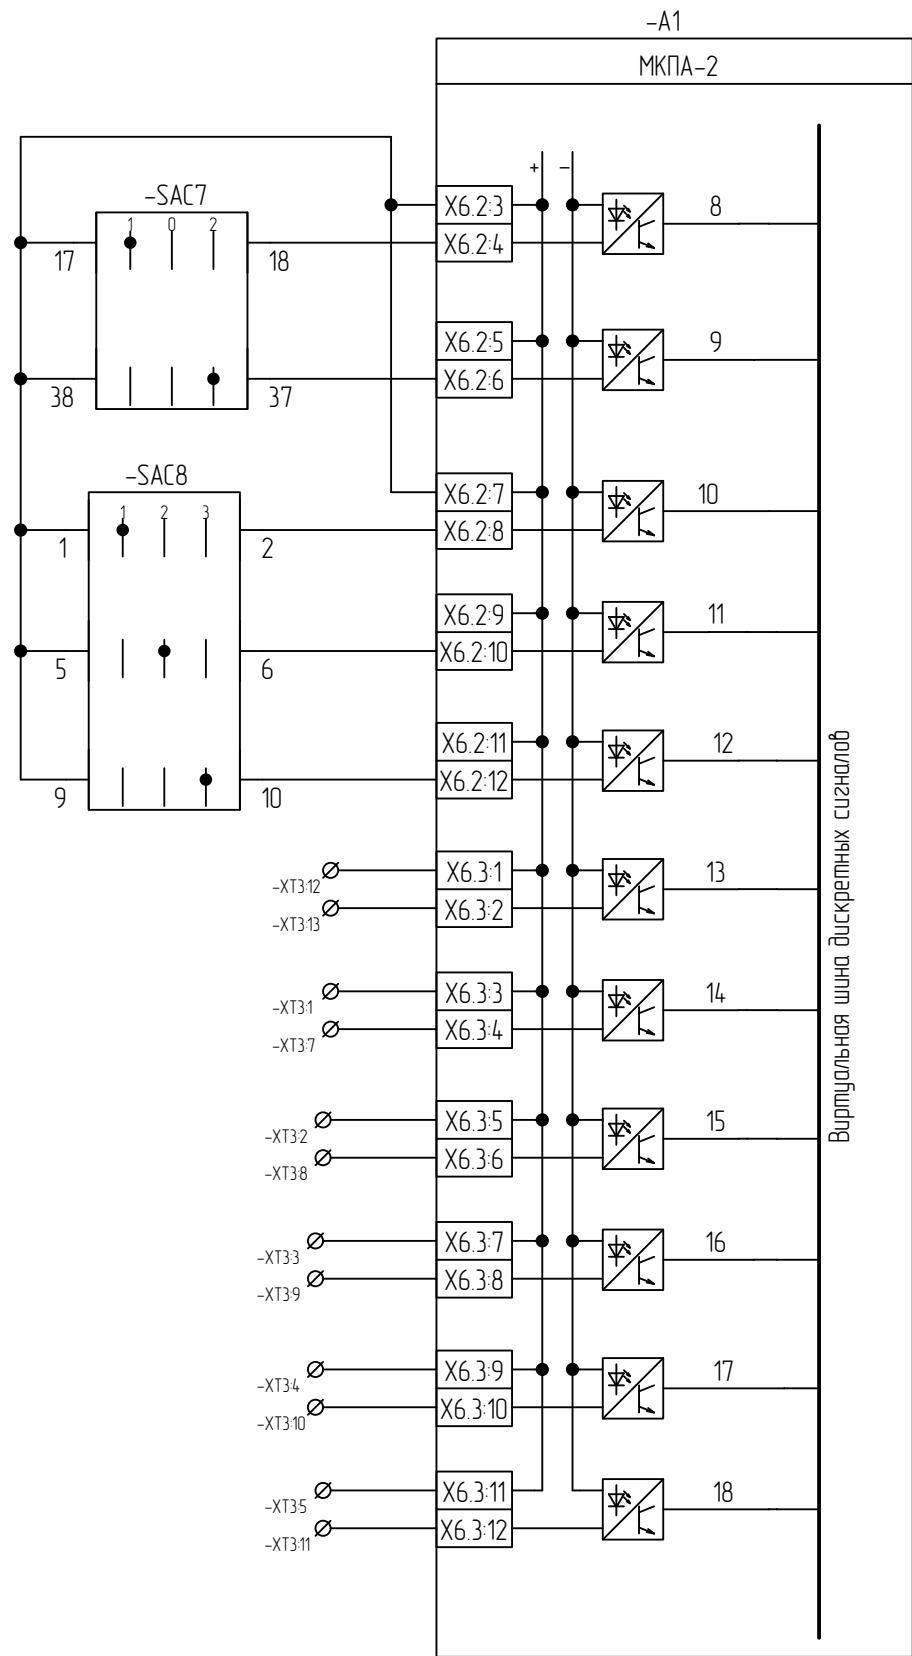 -A1
МКПА-2
+ -
-SAC7
1 0 2
17 18
38 37
X6.2:3
X6.2:4
8
X6.2:5
X6.2:6
9
-SAC8
1 2 3
1 2
5 6
9 10
X6.2:7
X6.2:8
10
X6.2:9
X6.2:10
11
X6.2:11
X6.2:12
12
-XT3:12
-XT3:13
X6.3:1
X6.3:2
13
-XT3:1
-XT3:7
X6.3:3
X6.3:4
14
-XT3:2
-XT3:8
X6.3:5
X6.3:6
15
-XT3:3
-XT3:9
X6.3:7
X6.3:8
16
-XT3:4
-XT3:10
X6.3:9
X6.3:10
17
-XT3:5
-XT3:11
X6.3:11
X6.3:12
18
Виртуальная шина дискретных сигналов